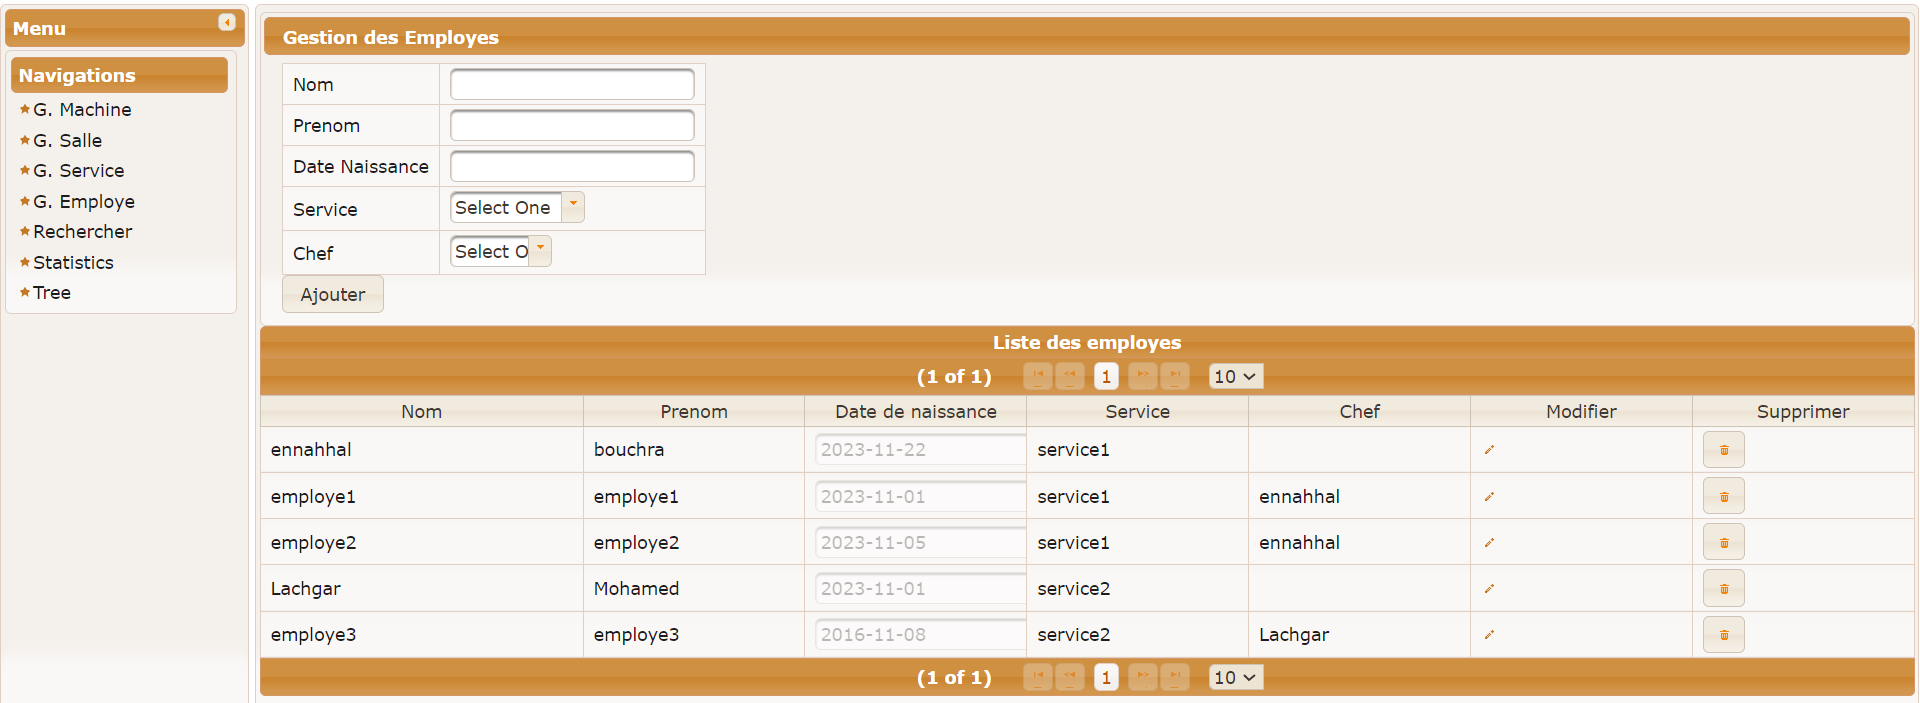 Menu
Navigations
G. Machine
G. Salle
G. Service
G. Employe
Rechercher
Statistics
Tree
Gestion des Employes
Nom
Prenom
Date Naissance
Service Select One
Chef Select O
Ajouter
Liste des employes
(1 of 1) 1 10
Nom Prenom Date de naissance Service Chef Modifier Supprimer
ennahhal bouchra 2023-11-22 service1
employe1 employe1 2023-11-01 service1 ennahhal
employe2 employe2 2023-11-05 service1 ennahhal
Lachgar Mohamed 2023-11-01 service2
employe3 employe3 2016-11-08 service2 Lachgar
(1 of 1) 1 10